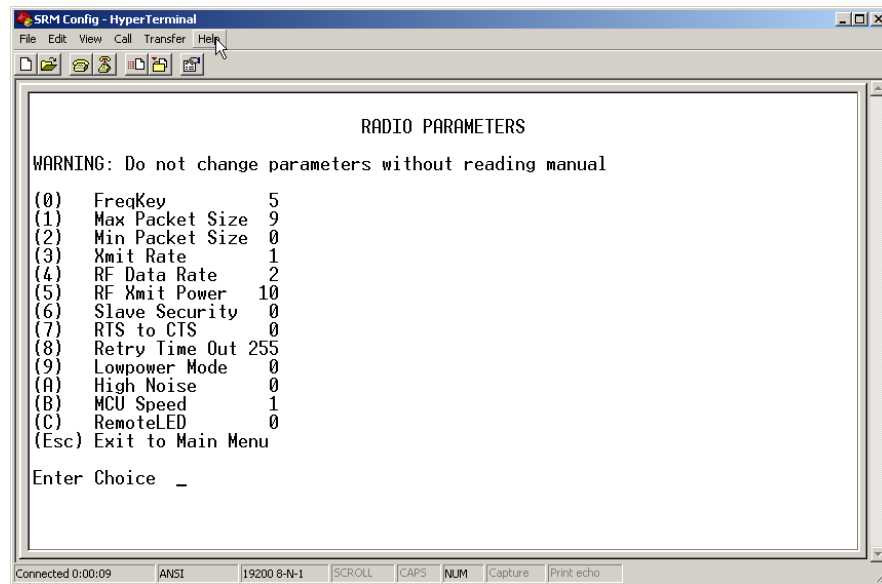 SRM Config - HyperTerminal
File Edit View Call Transfer Help
RADIO PARAMETERS
WARNING: Do not change parameters without reading manual
(0) FreqKey 5
(1) Max Packet Size 9
(2) Min Packet Size 0
(3) Xmit Rate 1
(4) RF Data Rate 2
(5) RF Xmit Power 10
(6) Slave Security 0
(7) RTS to CTS 0
(8) Retry Time Out 255
(9) Lowpower Mode 0
(A) High Noise 0
(B) MCU Speed 1
(C) RemoteLED 0
(Esc) Exit to Main Menu
Enter Choice _
Connected 0:00:09 ANSI 19200 8-N-1 SCROLL CAPS NUM Capture Print echo